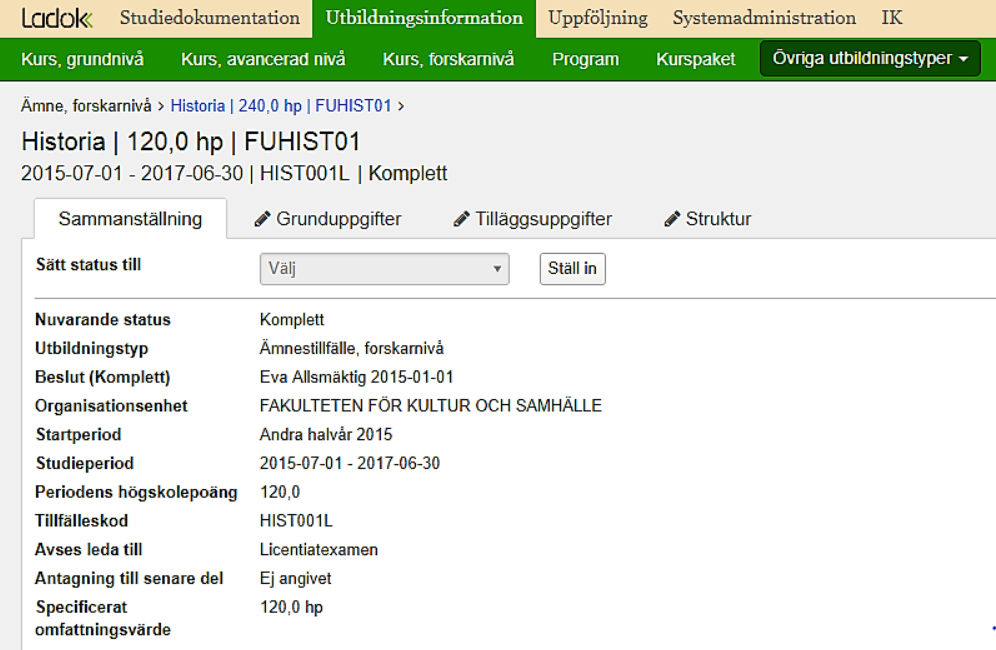 Ladok Studiedokumentation Utbildningsinformation Uppföljning Systemadministration IK
Kurs, grundnivå Kurs, avancerad nivå Kurs, forskarnivå Program Kurspaket Övriga utbildningstyper
Ämne, forskarnivå > Historia | 240,0 hp | FUHIST01 >
Historia | 120,0 hp | FUHIST01
2015-07-01 - 2017-06-30 | HIST001L | Komplett
Sammanställning Grunduppgifter Tilläggsuppgifter Struktur
Sätt status till Välj Ställ in
Nuvarande status Komplett
Utbildningstyp Ämnestillfälle, forskarnivå
Beslut (Komplett) Eva Allsmäktig 2015-01-01
Organisationsenhet FAKULTETEN FÖR KULTUR OCH SAMHÄLLE
Startperiod Andra halvår 2015
Studieperiod 2015-07-01 - 2017-06-30
Periodens högskolepoäng 120,0
Tillfälleskod HIST001L
Avses leda till Licentiatexamen
Antagning till senare del Ej angivet
Specificerat 120,0 hp
omfattningsvärde